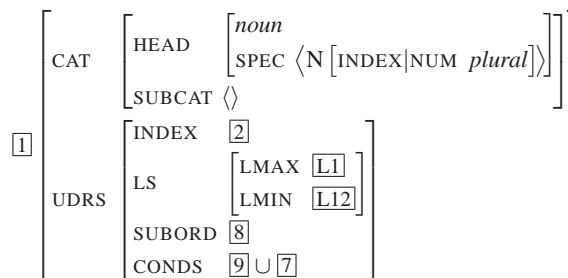 noun
HEAD
SPEC ⟨N [INDEX|NUM plural]⟩
CAT
SUBCAT ⟨⟩
1
INDEX 2
LMAX L1
LS
LMIN L12
UDRS
SUBORD 8
CONDS 9 ∪ 7